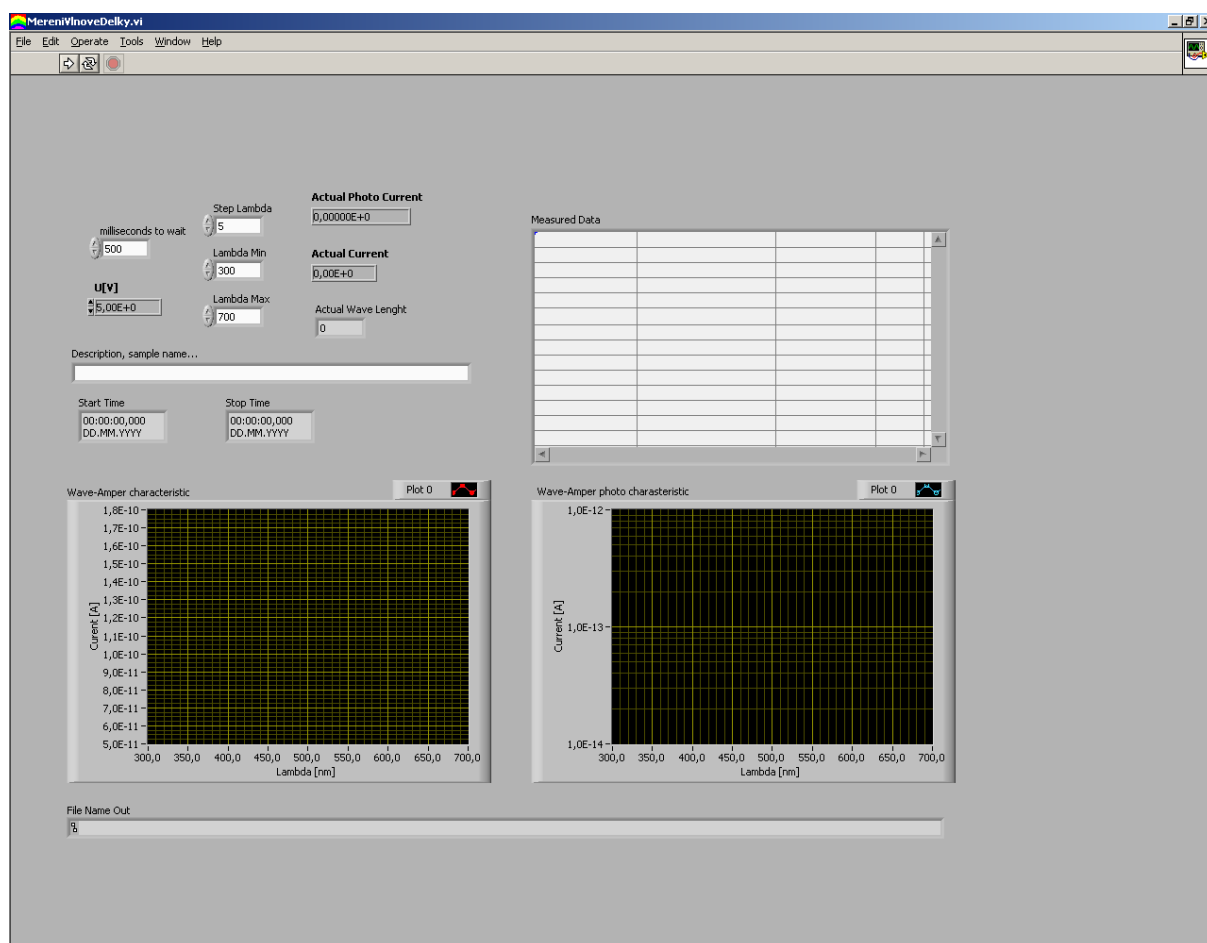 MereniVlnoveDelky.vi
File Edit Operate Tools Window Help
Actual Photo Current
0,00000E+0
Step Lambda
5
milliseconds to wait
500
Lambda Min
300
Actual Current
0,00E+0
U[V]
5,00E+0
Lambda Max
700
Actual Wave Lenght
0
Description, sample name...
Start Time
00:00:00,000
DD.MM.YYYY
Stop Time
00:00:00,000
DD.MM.YYYY
Measured Data
Wave-Amper characteristic
Plot 0
1,8E-10
1,7E-10
1,6E-10
1,5E-10
1,4E-10
1,3E-10
1,2E-10
1,1E-10
1,0E-10
9,0E-11
8,0E-11
7,0E-11
6,0E-11
5,0E-11
Curent [A]
300,0 350,0 400,0 450,0 500,0 550,0 600,0 650,0 700,0
Lambda [nm]
Wave-Amper photo charasteristic
Plot 0
1,0E-12
1,0E-13
1,0E-14
Current [A]
300,0 350,0 400,0 450,0 500,0 550,0 600,0 650,0 700,0
Lambda [nm]
File Name Out